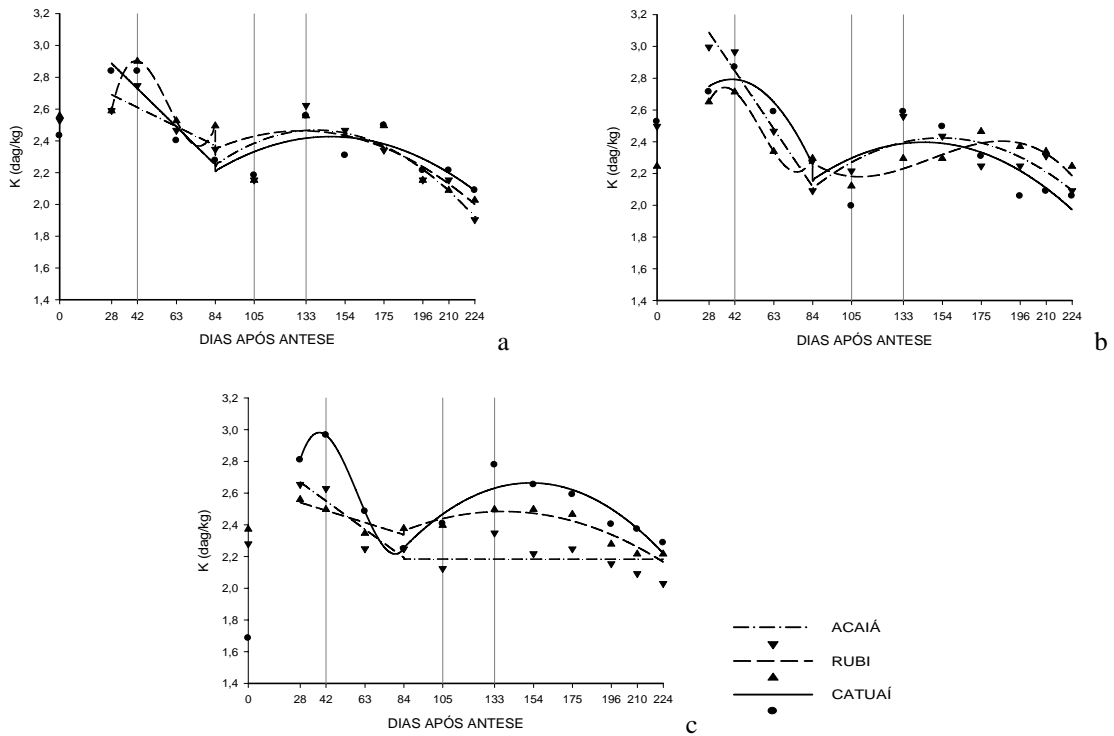 3,2
3,0
2,8
2,6
2,4
2,2
2,0
1,8
1,6
1,4
K (dag/kg)
0 28 42 63 84 105 133 154 175 196 210 224
DIAS APÓS ANTESE
a
3,2
3,0
2,8
2,6
2,4
2,2
2,0
1,8
1,6
1,4
K (dag/kg)
0 28 42 63 84 105 133 154 175 196 210 224
DIAS APÓS ANTESE
b
3,2
3,0
2,8
2,6
2,4
2,2
2,0
1,8
1,6
1,4
K (dag/kg)
0 28 42 63 84 105 133 154 175 196 210 224
DIAS APÓS ANTESE
c
ACAIÁ
RUBI
CATUAÍ